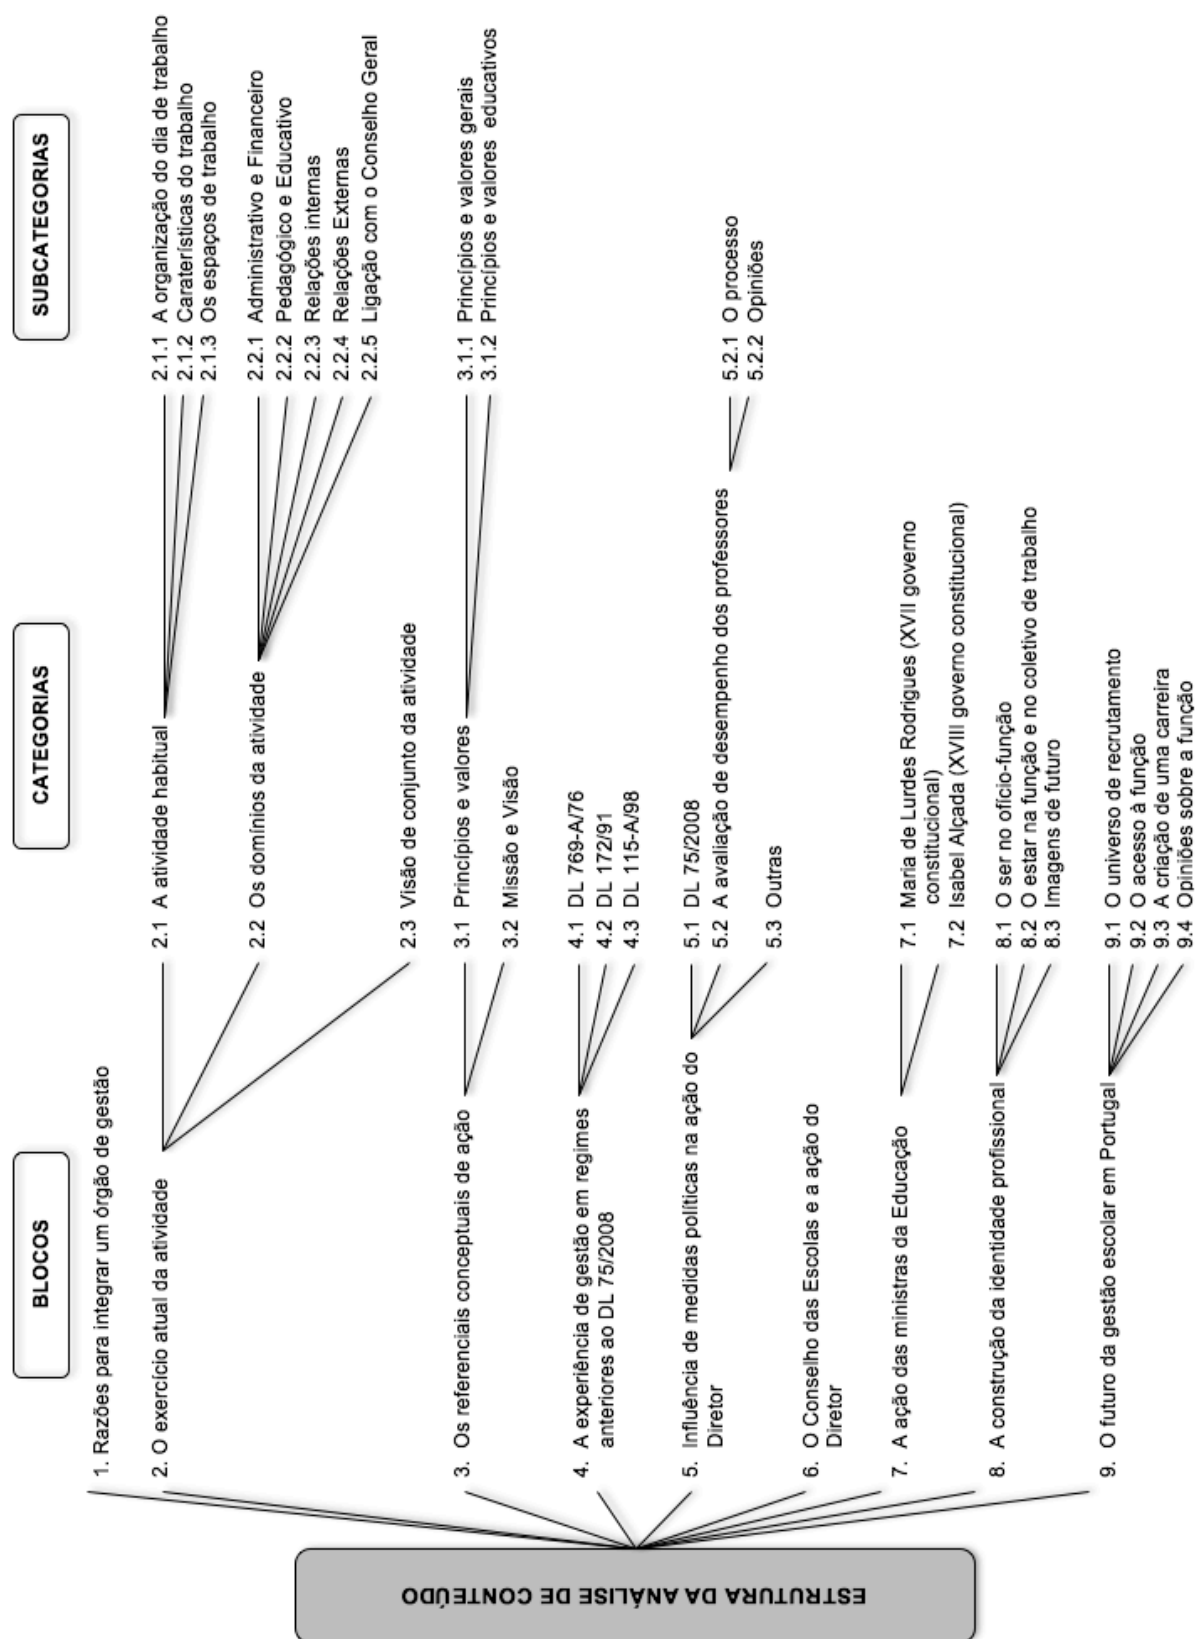 ESTRUTURA DA ANÁLISE DE CONTEÚDO
BLOCOS
1. Razões para integrar um órgão de gestão
2. O exercício atual da atividade
3. Os referenciais conceptuais de ação
4. A experiência de gestão em regimes
anteriores ao DL 75/2008
5. Influência de medidas políticas na ação do
Diretor
6. O Conselho das Escolas e a ação do
Diretor
7. A ação das ministras da Educação
8. A construção da identidade profissional
9. O futuro da gestão escolar em Portugal
CATEGORIAS
2.1 A atividade habitual
2.2 Os domínios da atividade
2.3 Visão de conjunto da atividade
3.1 Princípios e valores
3.2 Missão e Visão
4.1 DL 769-A/76
4.2 DL 172/91
4.3 DL 115-A/98
5.1 DL 75/2008
5.2 A avaliação de desempenho dos professores
5.3 Outras
7.1 Maria de Lurdes Rodrigues (XVII governo
constitucional)
7.2 Isabel Alçada (XVIII governo constitucional)
8.1 O ser no ofício-função
8.2 O estar na função e no coletivo de trabalho
8.3 Imagens de futuro
9.1 O universo de recrutamento
9.2 O acesso à função
9.3 A criação de uma carreira
9.4 Opiniões sobre a função
SUBCATEGORIAS
2.1.1 A organização do dia de trabalho
2.1.2 Caraterísticas do trabalho
2.1.3 Os espaços de trabalho
2.2.1 Administrativo e Financeiro
2.2.2 Pedagógico e Educativo
2.2.3 Relações internas
2.2.4 Relações Externas
2.2.5 Ligação com o Conselho Geral
3.1.1 Princípios e valores gerais
3.1.2 Princípios e valores educativos
5.2.1 O processo
5.2.2 Opiniões